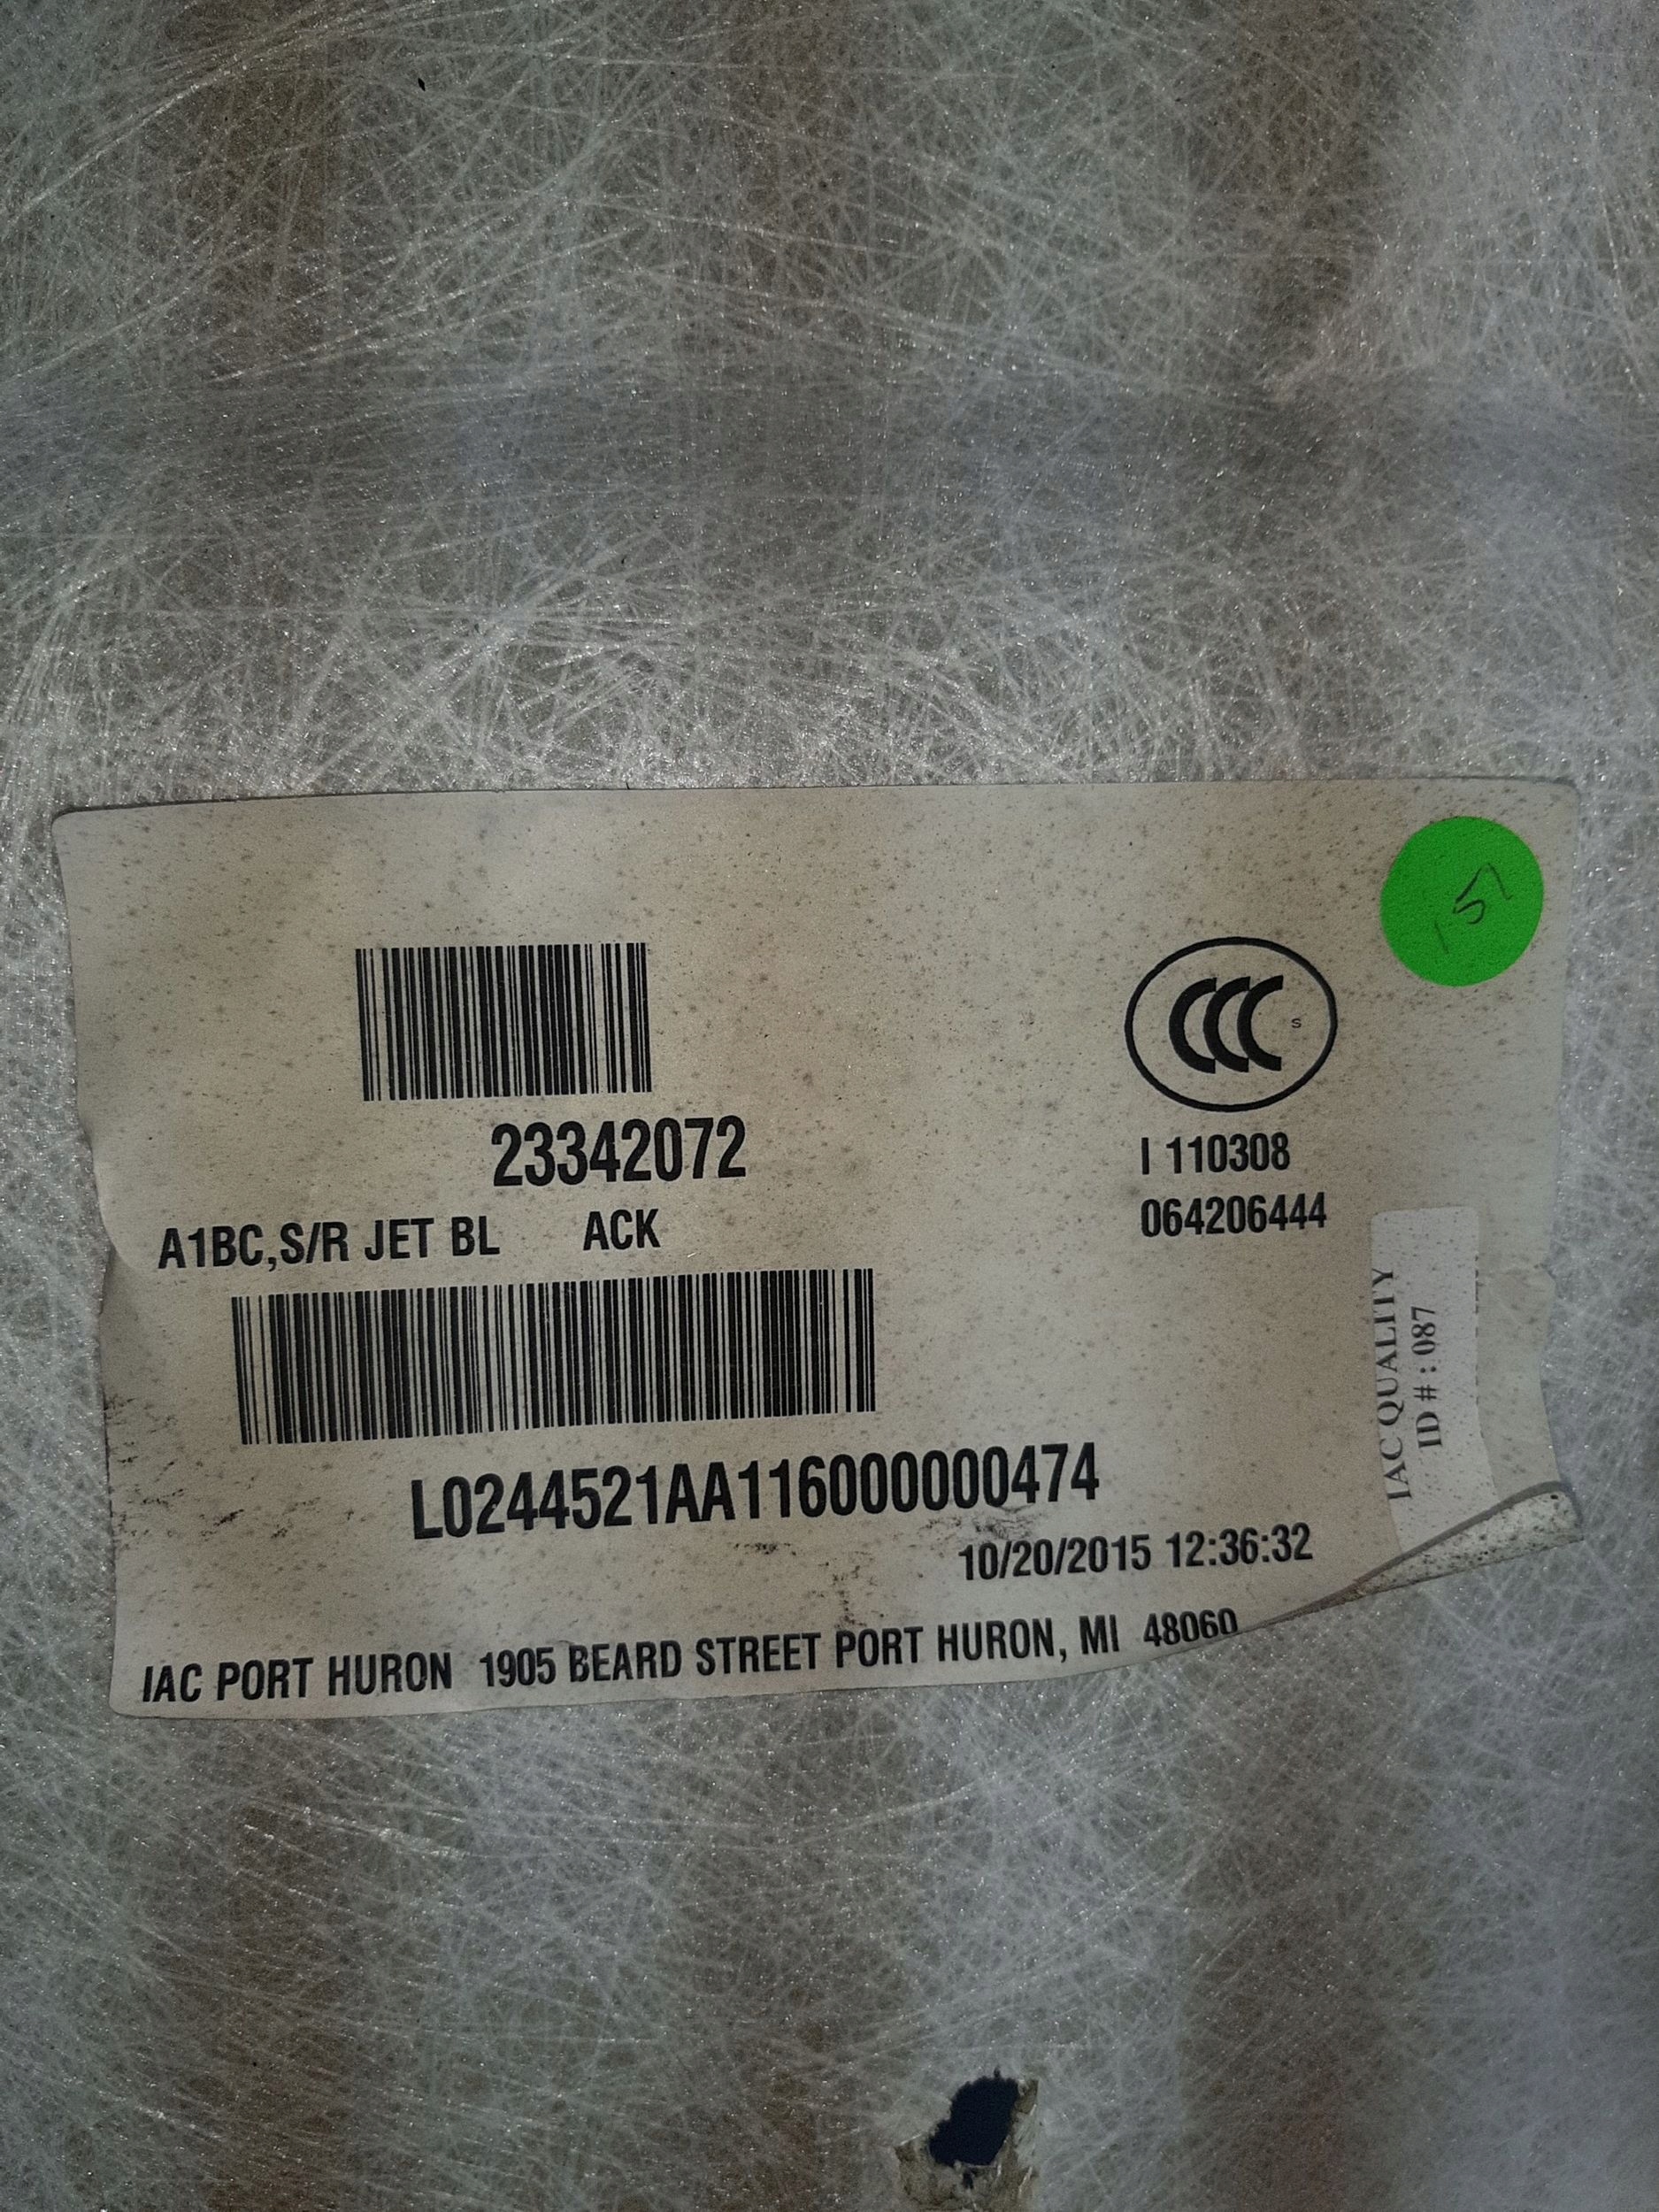 157
CCC S
23342072
I 110308
A1BC,S/R JET BL ACK
064206444
IAC QUALITY
ID # : 087
L0244521AA116000000474
10/20/2015 12:36:32
IAC PORT HURON 1905 BEARD STREET PORT HURON, MI 48060